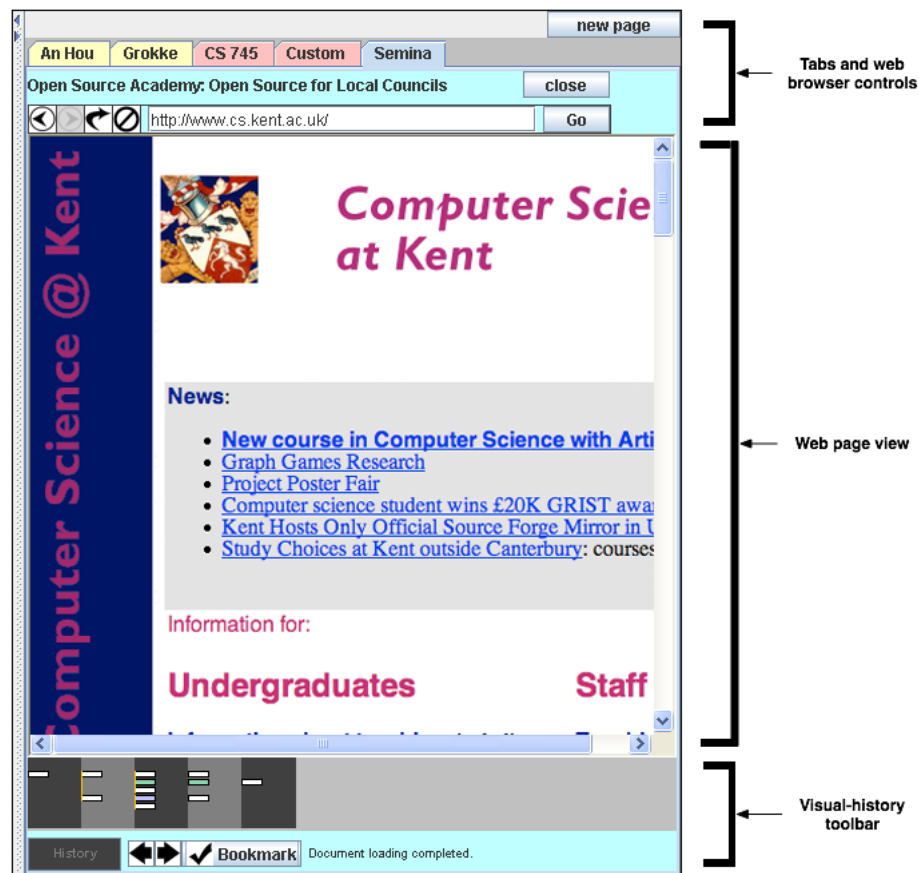 new page
An Hou Grokke CS 745 Custom Semina
Open Source Academy: Open Source for Local Councils close
http://www.cs.kent.ac.uk/ Go
Computer Science @ Kent
Computer Scie
at Kent
News:
New course in Computer Science with Arti
Graph Games Research
Project Poster Fair
Computer science student wins £20K GRIST awa
Kent Hosts Only Official Source Forge Mirror in U
Study Choices at Kent outside Canterbury: courses
Information for:
Undergraduates Staff
History Bookmark Document loading completed.
Tabs and web
browser controls
Web page view
Visual-history
toolbar